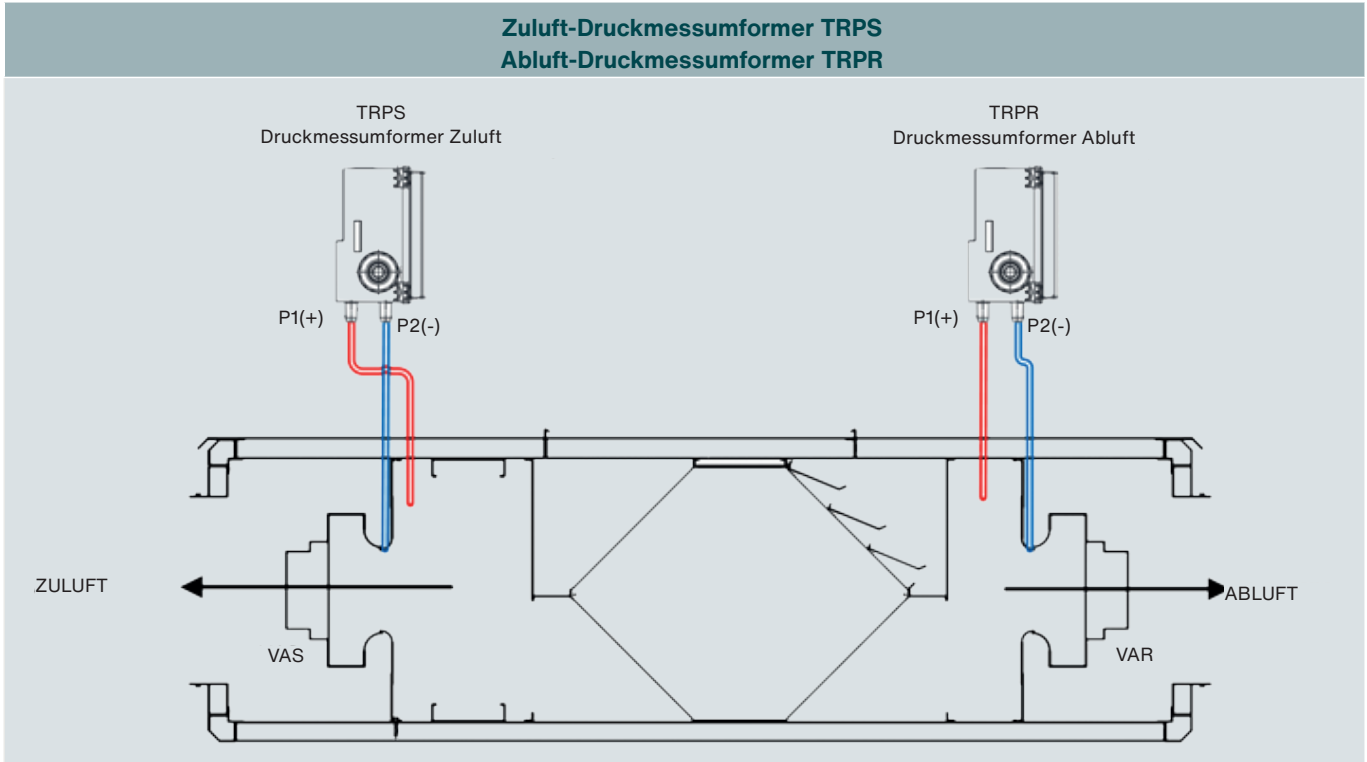 Zuluft-Druckmessumformer TRPS
Abluft-Druckmessumformer TRPR
TRPS
Druckmessumformer Zuluft
TRPR
Druckmessumformer Abluft
P1(+)
P2(-)
P1(+)
P2(-)
ZULUFT
ABLUFT
VAS
VAR